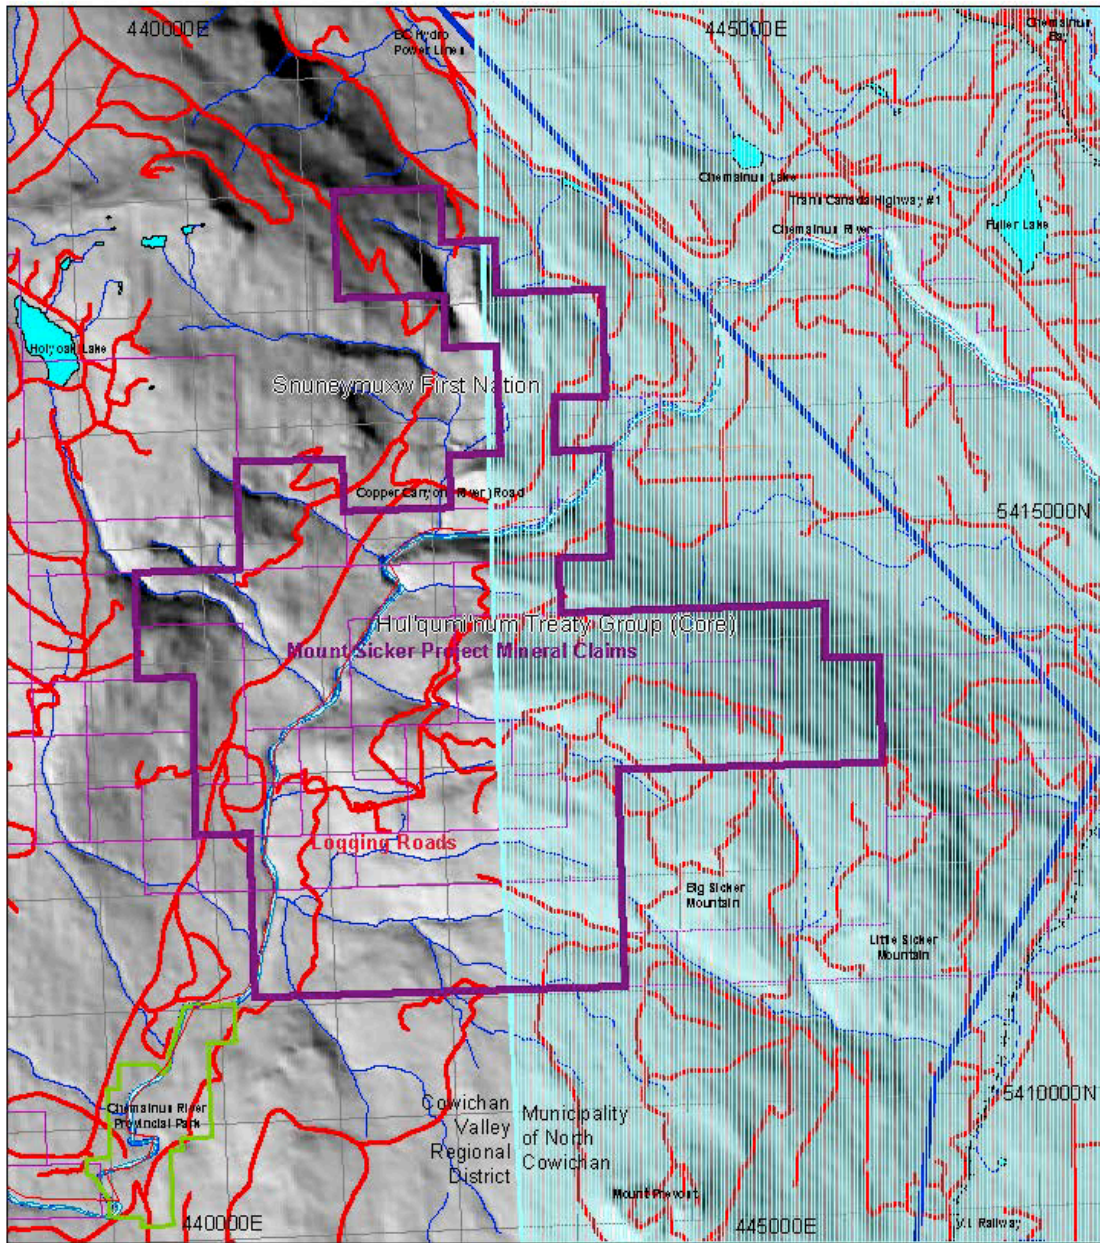 440000E
445000E
BC Hydro
Power Lines
Chemainus
Bay
Chemainus Lake
Trans Canada Highway #1
Chemainus River
Fuller Lake
Holyoak Lake
Snuneymuxw First Nation
Copper Canyon (River) Road
5415000N
Hul'qumi'num Treaty Group (Core)
Mount Sicker Project Mineral Claims
Logging Roads
Big Sicker
Mountain
Little Sicker
Mountain
5410000N
Chemainus River
Provincial Park
Cowichan
Valley
Regional
District
Municipality
of North
Cowichan
Mount Prevost
440000E
445000E
V.I. Railway